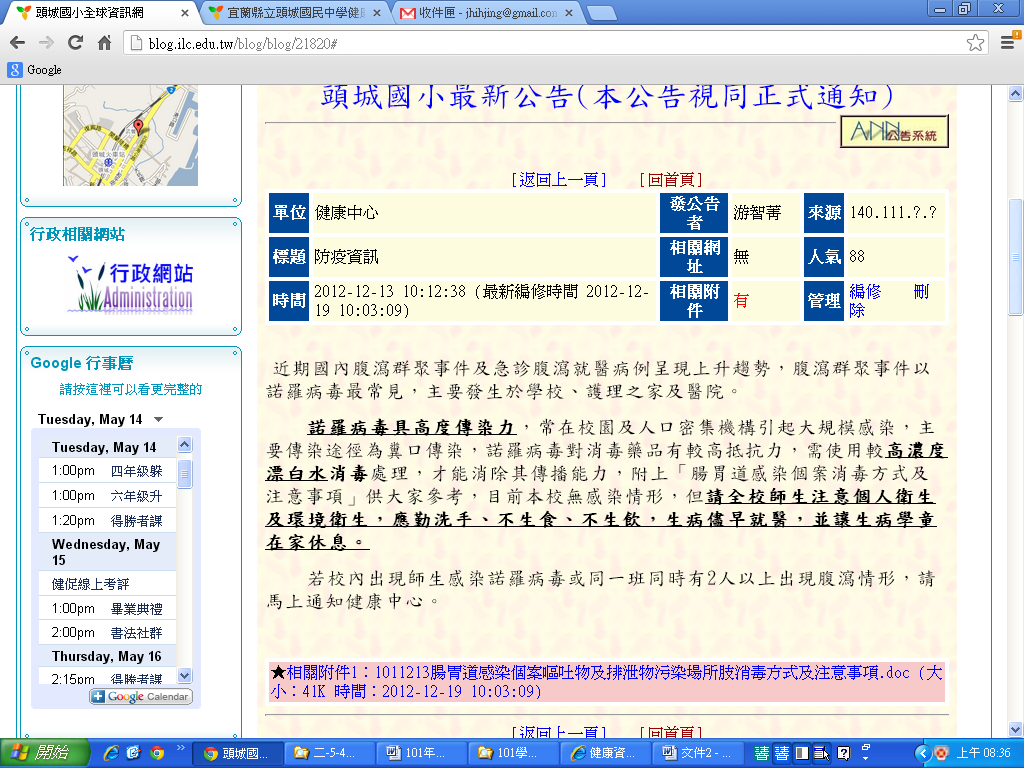 頭城國小全球資訊網
宜蘭縣立頭城國民中學健
收件匣 - jhihjing@gmail.con
blog.ilc.edu.tw/blog/blog/21820#
Google
頭城火車站
行政相關網站
行政網站
Administration
Google 行事曆
請按這裡可以看更完整的
Tuesday, May 14
Tuesday, May 14
1:00pm 四年級躲
1:00pm 六年級升
1:20pm 得勝者課
Wednesday, May
15
健促線上考評
1:00pm 畢業典禮
2:00pm 書法社群
Thursday, May 16
2:15pm 得勝者課
Google Calendar
頭城國小最新公告(本公告視同正式通知)
ANN公告系統
[返回上一頁] [回首頁]
單位 健康中心 發公告者 游智菁 來源 140.111.?.?
標題 防疫資訊 相關網址 無 人氣 88
時間 2012-12-13 10:12:38 (最新編修時間 2012-12-19 10:03:09) 相關附件 有 管理 編修 刪除
近期國內腹瀉群聚事件及急診腹瀉就醫病例呈現上升趨勢，腹瀉群聚事件以
諾羅病毒最常見，主要發生於學校、護理之家及醫院。
諾羅病毒具高度傳染力，常在校園及人口密集機構引起大規模感染，主
要傳染途徑為糞口傳染，諾羅病毒對消毒藥品有較高抵抗力，需使用較高濃度
漂白水消毒處理，才能消除其傳播能力，附上「腸胃道感染個案消毒方式及
注意事項」供大家參考，目前本校無感染情形，但請全校師生注意個人衛生
及環境衛生，應勤洗手、不生食、不生飲，生病儘早就醫，並讓生病學童
在家休息。
若校內出現師生感染諾羅病毒或同一班同時有2人以上出現腹瀉情形，請
馬上通知健康中心。
★相關附件1：1011213腸胃道感染個案嘔吐物及排泄物污染場所肢消毒方式及注意事項.doc (大
小：41K 時間：2012-12-19 10:03:09)
[返回上一頁] [回首頁]
開始
頭城國...
二-5-4...
101年...
101學...
健康資...
文件2 - ...
上午 08:36